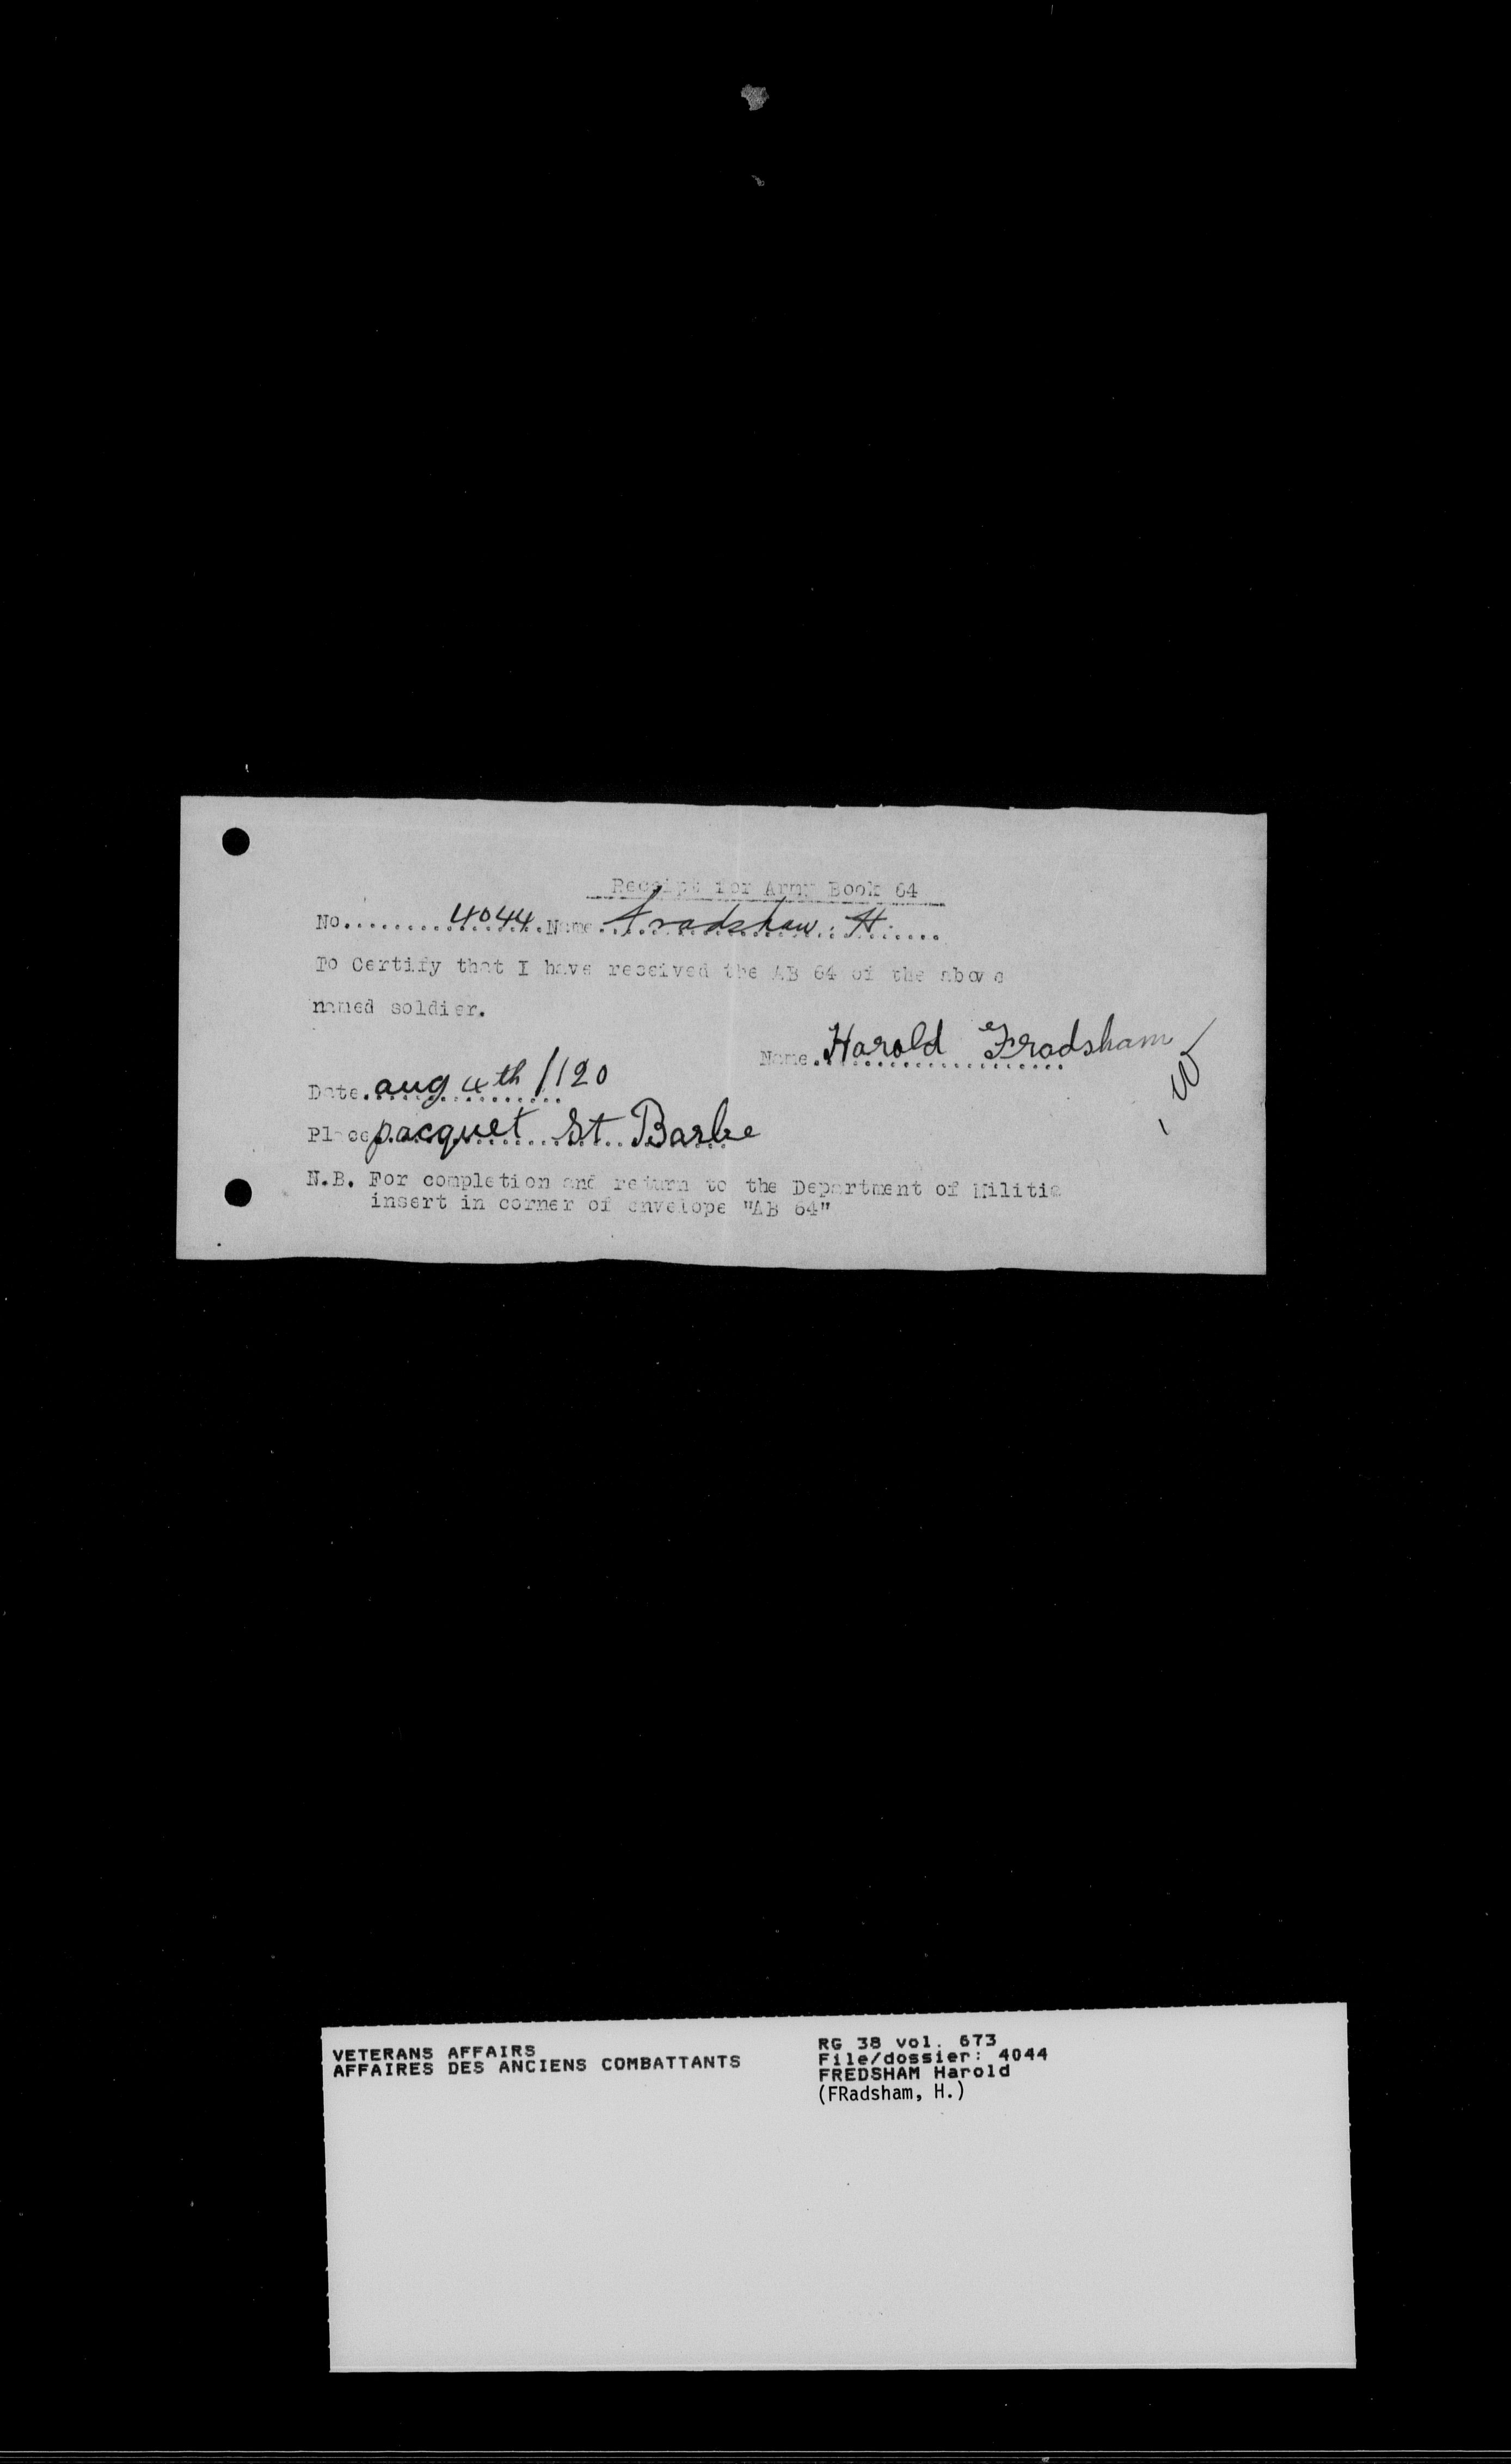 Receipt for Army Book 64
No..................4044.Name..Fradshaw. H.....
To Certify that I have received the AB 64 of the above
named soldier.
Name.Harold Fradsham
Date.aug 4th / 120
Place pacquet St. Barbe
N.B. For completion and return to the Department of Militia
insert in corner of envelope "AB 64"
VETERANS AFFAIRS
AFFAIRES DES ANCIENS COMBATTANTS
RG 38 vol. 673
File/dossier: 4044
FREDSHAM Harold
(FRadsham, H.)